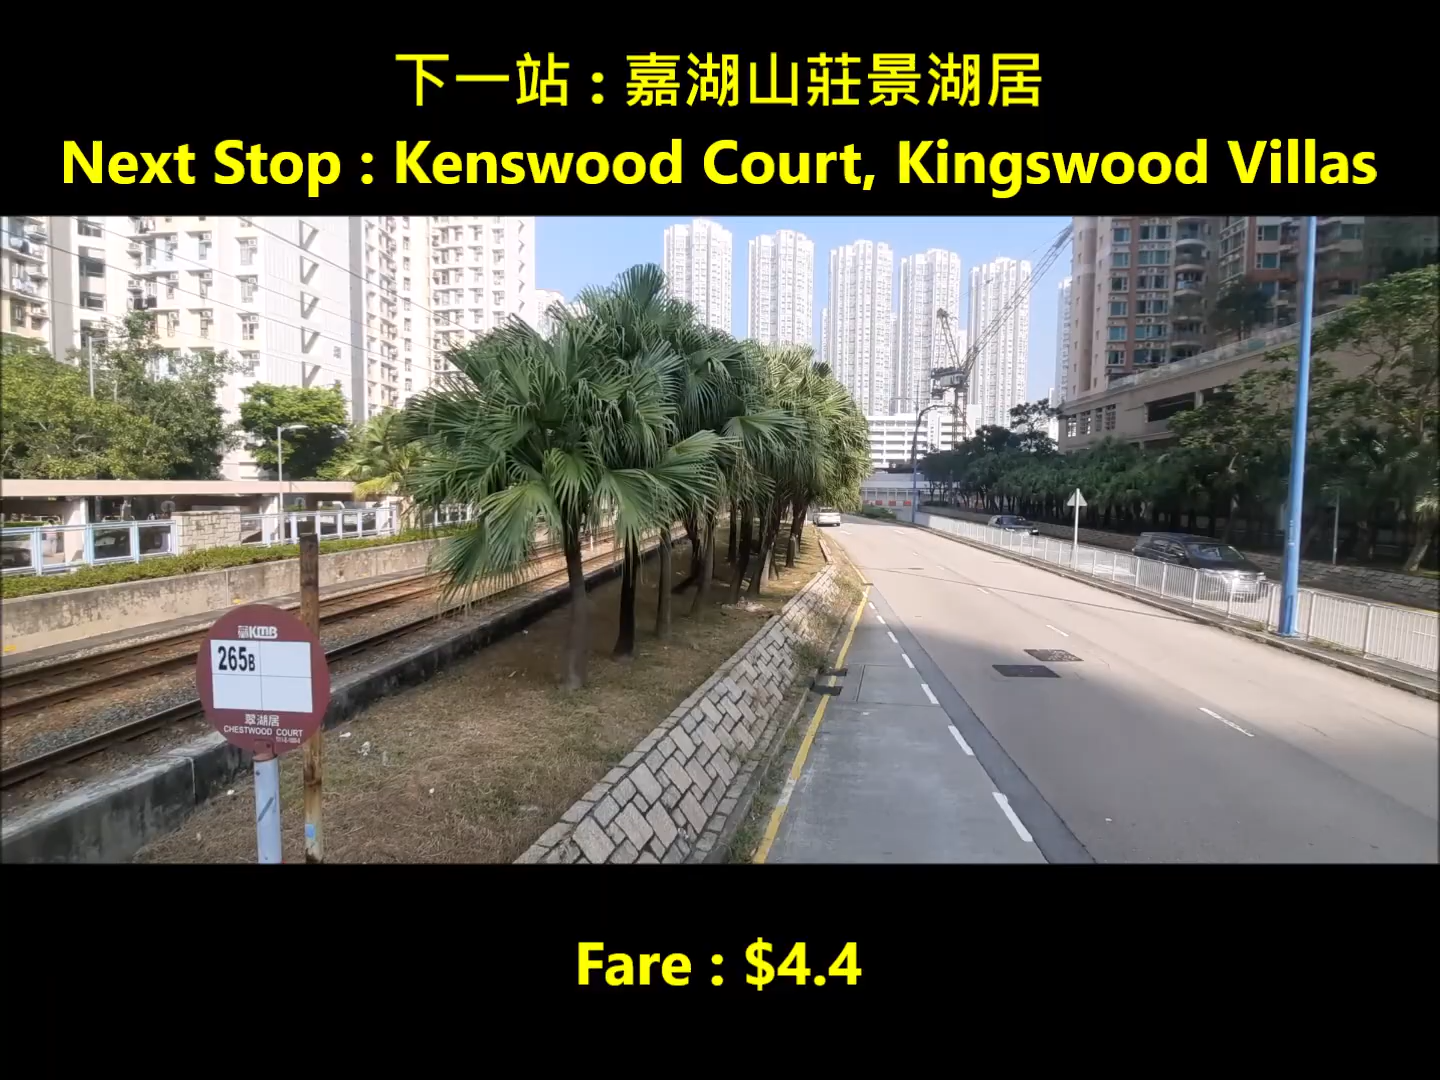 下一站 : 嘉湖山莊景湖居
Next Stop : Kenswood Court, Kingswood Villas
KMB
265B
翠湖居
CHESTWOOD COURT
Fare : $4.4